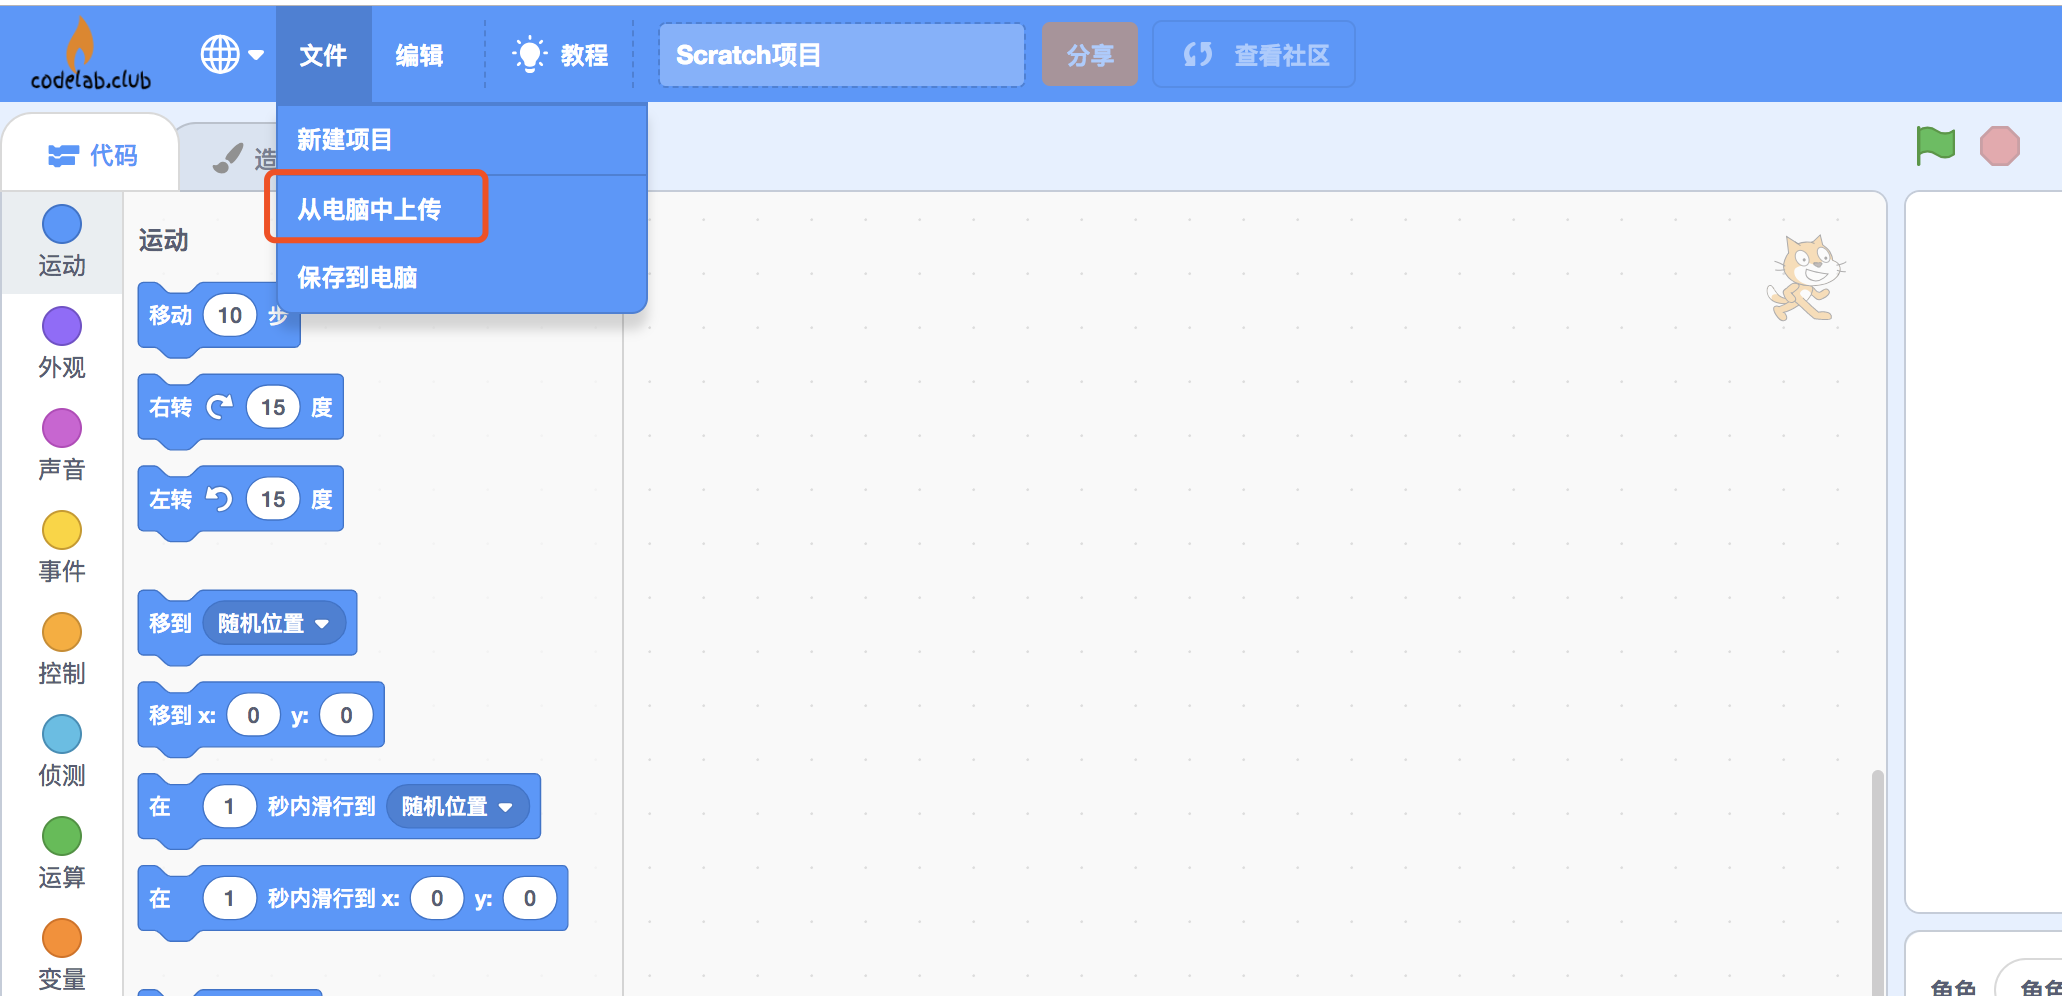 codelab.club
文件
编辑
教程
Scratch项目
分享
查看社区
新建项目
从电脑中上传
保存到电脑
代码
造
运动
外观
声音
事件
控制
侦测
运算
变量
运动
移动 10 步
右转 15 度
左转 15 度
移到 随机位置
移到 x: 0 y: 0
在 1 秒内滑行到 随机位置
在 1 秒内滑行到 x: 0 y: 0
角色
角色